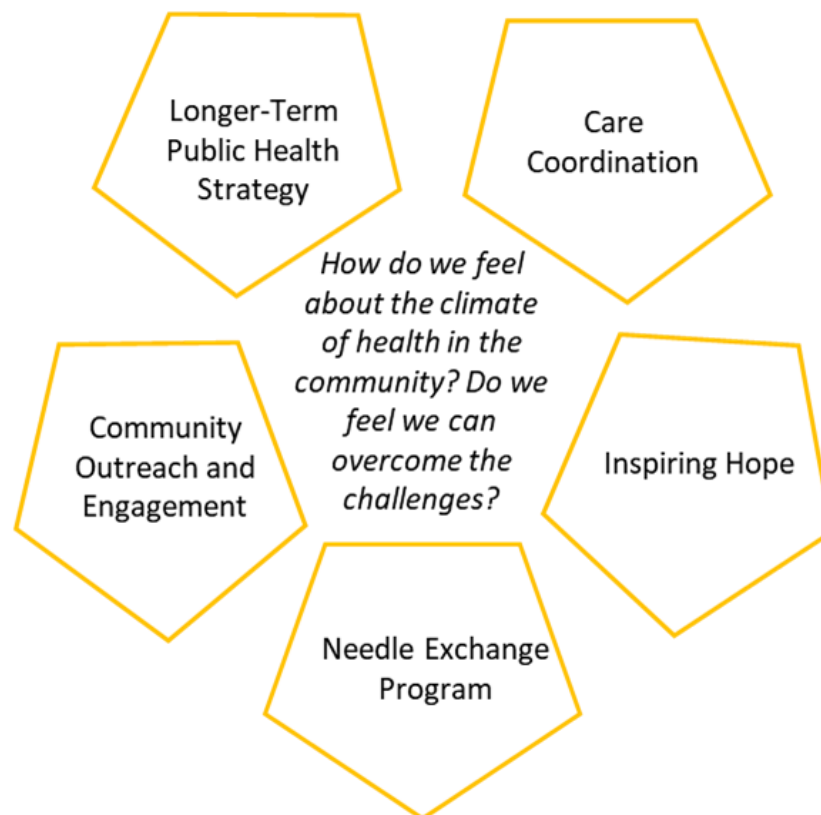 Longer-Term
Public Health
Strategy
Care
Coordination
How do we feel
about the climate
of health in the
community? Do we
feel we can
overcome the
challenges?
Community
Outreach and
Engagement
Inspiring Hope
Needle Exchange
Program